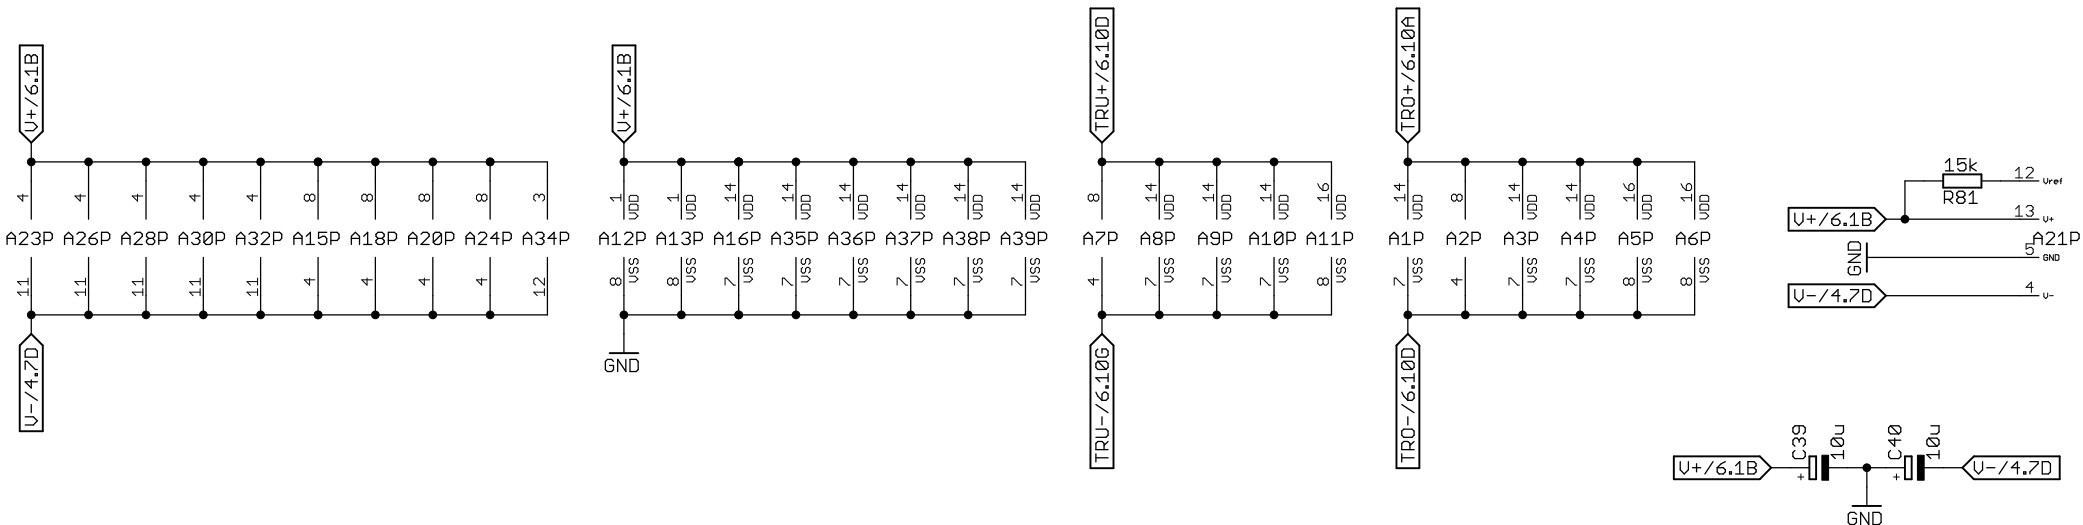 V+/6.1B V+/6.1B TRU+/6.10D TRO+/6.10A
4 4 4 4 4 8 8 8 8 3
1 1 14 14 14 14 14 14
VDD VDD VDD VDD VDD VDD VDD VDD
8 14 14 14 16
VDD VDD VDD VDD
14 8 14 14 16 16
VDD VDD VDD VDD VDD
A23P A26P A28P A30P A32P A15P A18P A20P A24P A34P
A12P A13P A16P A35P A36P A37P A38P A39P
A7P A8P A9P A10P A11P
A1P A2P A3P A4P A5P A6P
11 11 11 11 11 4 4 4 4 12
8 8 7 7 7 7 7 7
VSS VSS VSS VSS VSS VSS VSS VSS
4 7 7 7 8
VSS VSS VSS VSS
7 4 7 7 8 8
VSS VSS VSS VSS VSS
V-/4.7D GND TRU-/6.10G TRO-/6.10D
15k
R81
12 Vref
V+/6.1B 13 V+
A21P
GND 5 GND
V-/4.7D 4 V-
C39 10u C40 10u
V+/6.1B + + V-/4.7D
GND